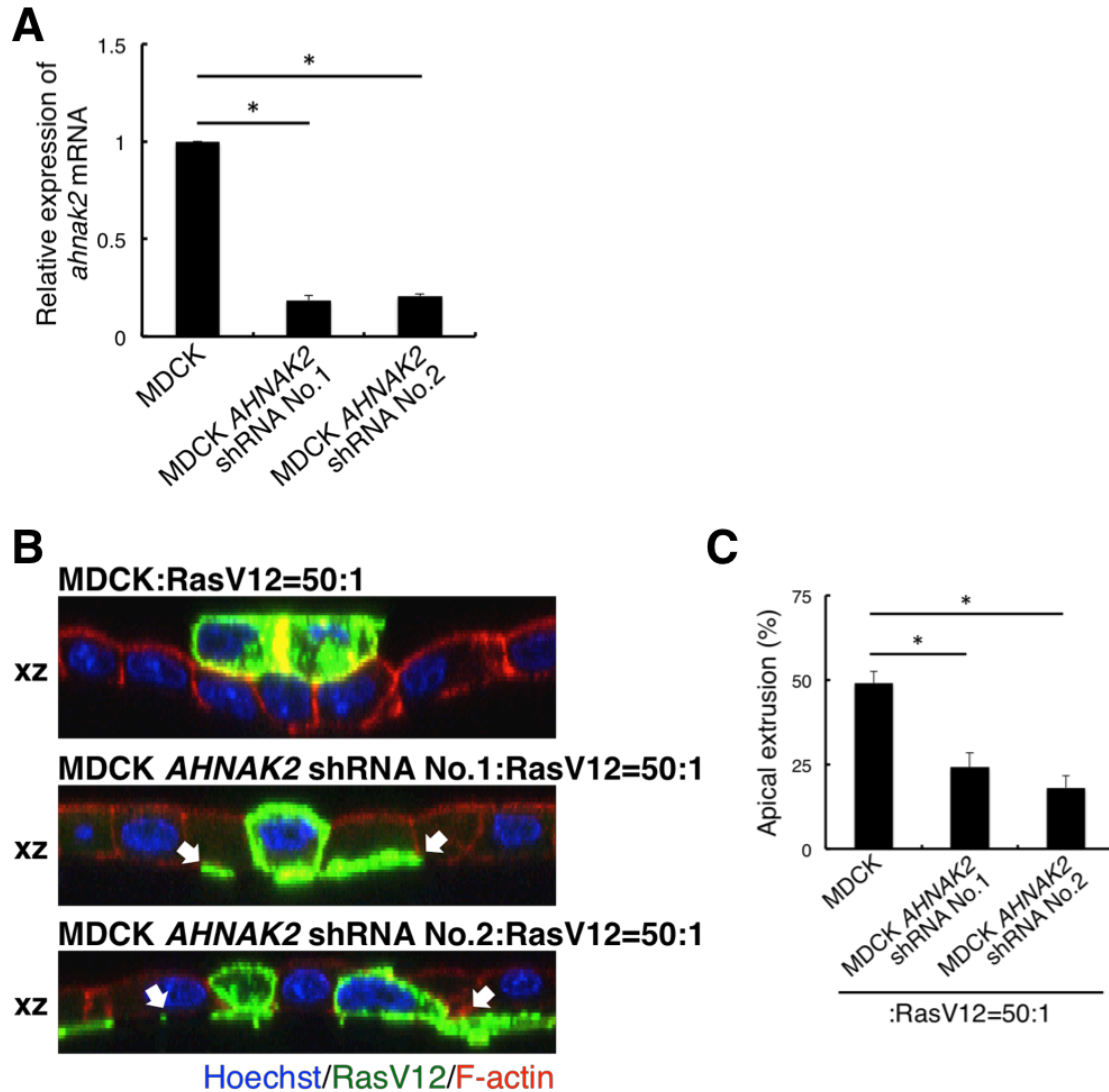 A
1.5
1
0.5
0
Relative expression of
ahnak2 mRNA
*
*
MDCK
MDCK AHNAK2
shRNA No.1
MDCK AHNAK2
shRNA No.2
B
MDCK:RasV12=50:1
xz
MDCK AHNAK2 shRNA No.1:RasV12=50:1
xz
MDCK AHNAK2 shRNA No.2:RasV12=50:1
xz
Hoechst/RasV12/F-actin
C
75
50
25
0
Apical extrusion (%)
*
*
MDCK
MDCK AHNAK2
shRNA No.1
MDCK AHNAK2
shRNA No.2
:RasV12=50:1